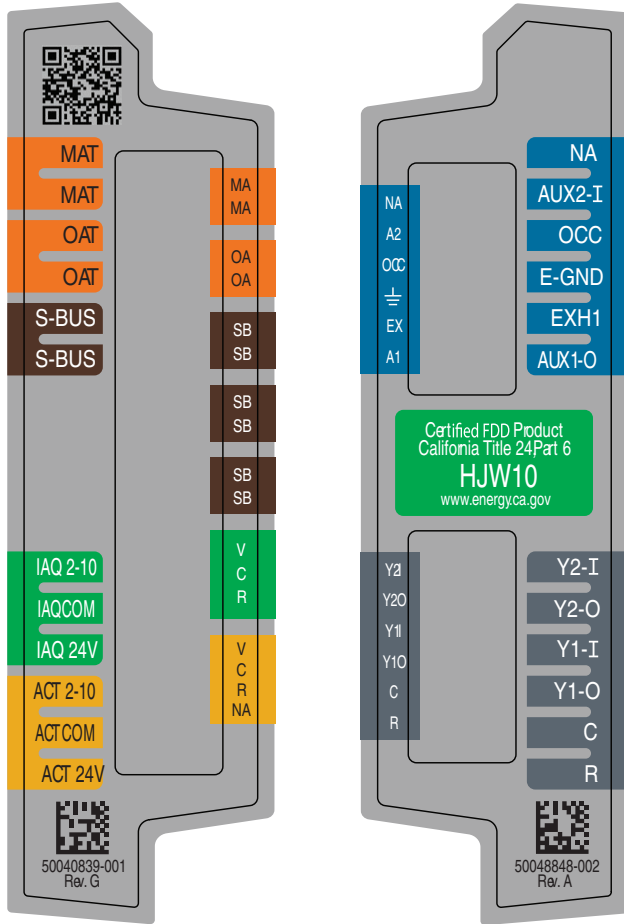 MAT
MAT
OAT
OAT
S-BUS
S-BUS
IAQ 2-10
IAQCOM
IAQ 24V
ACT 2-10
ACTCOM
ACT 24V
50040839-001
Rev. G
MA
MA
OA
OA
SB
SB
SB
SB
SB
SB
V
C
R
V
C
R
NA
NA
A2
OCC
EX
A1
Certified FDD Product
California Title 24,Part 6
HJW10
www.energy.ca.gov
Y2I
Y2O
Y1I
Y1O
C
R
NA
AUX2-I
OCC
E-GND
EXH1
AUX1-O
Y2-I
Y2-O
Y1-I
Y1-O
C
R
50048848-002
Rev. A